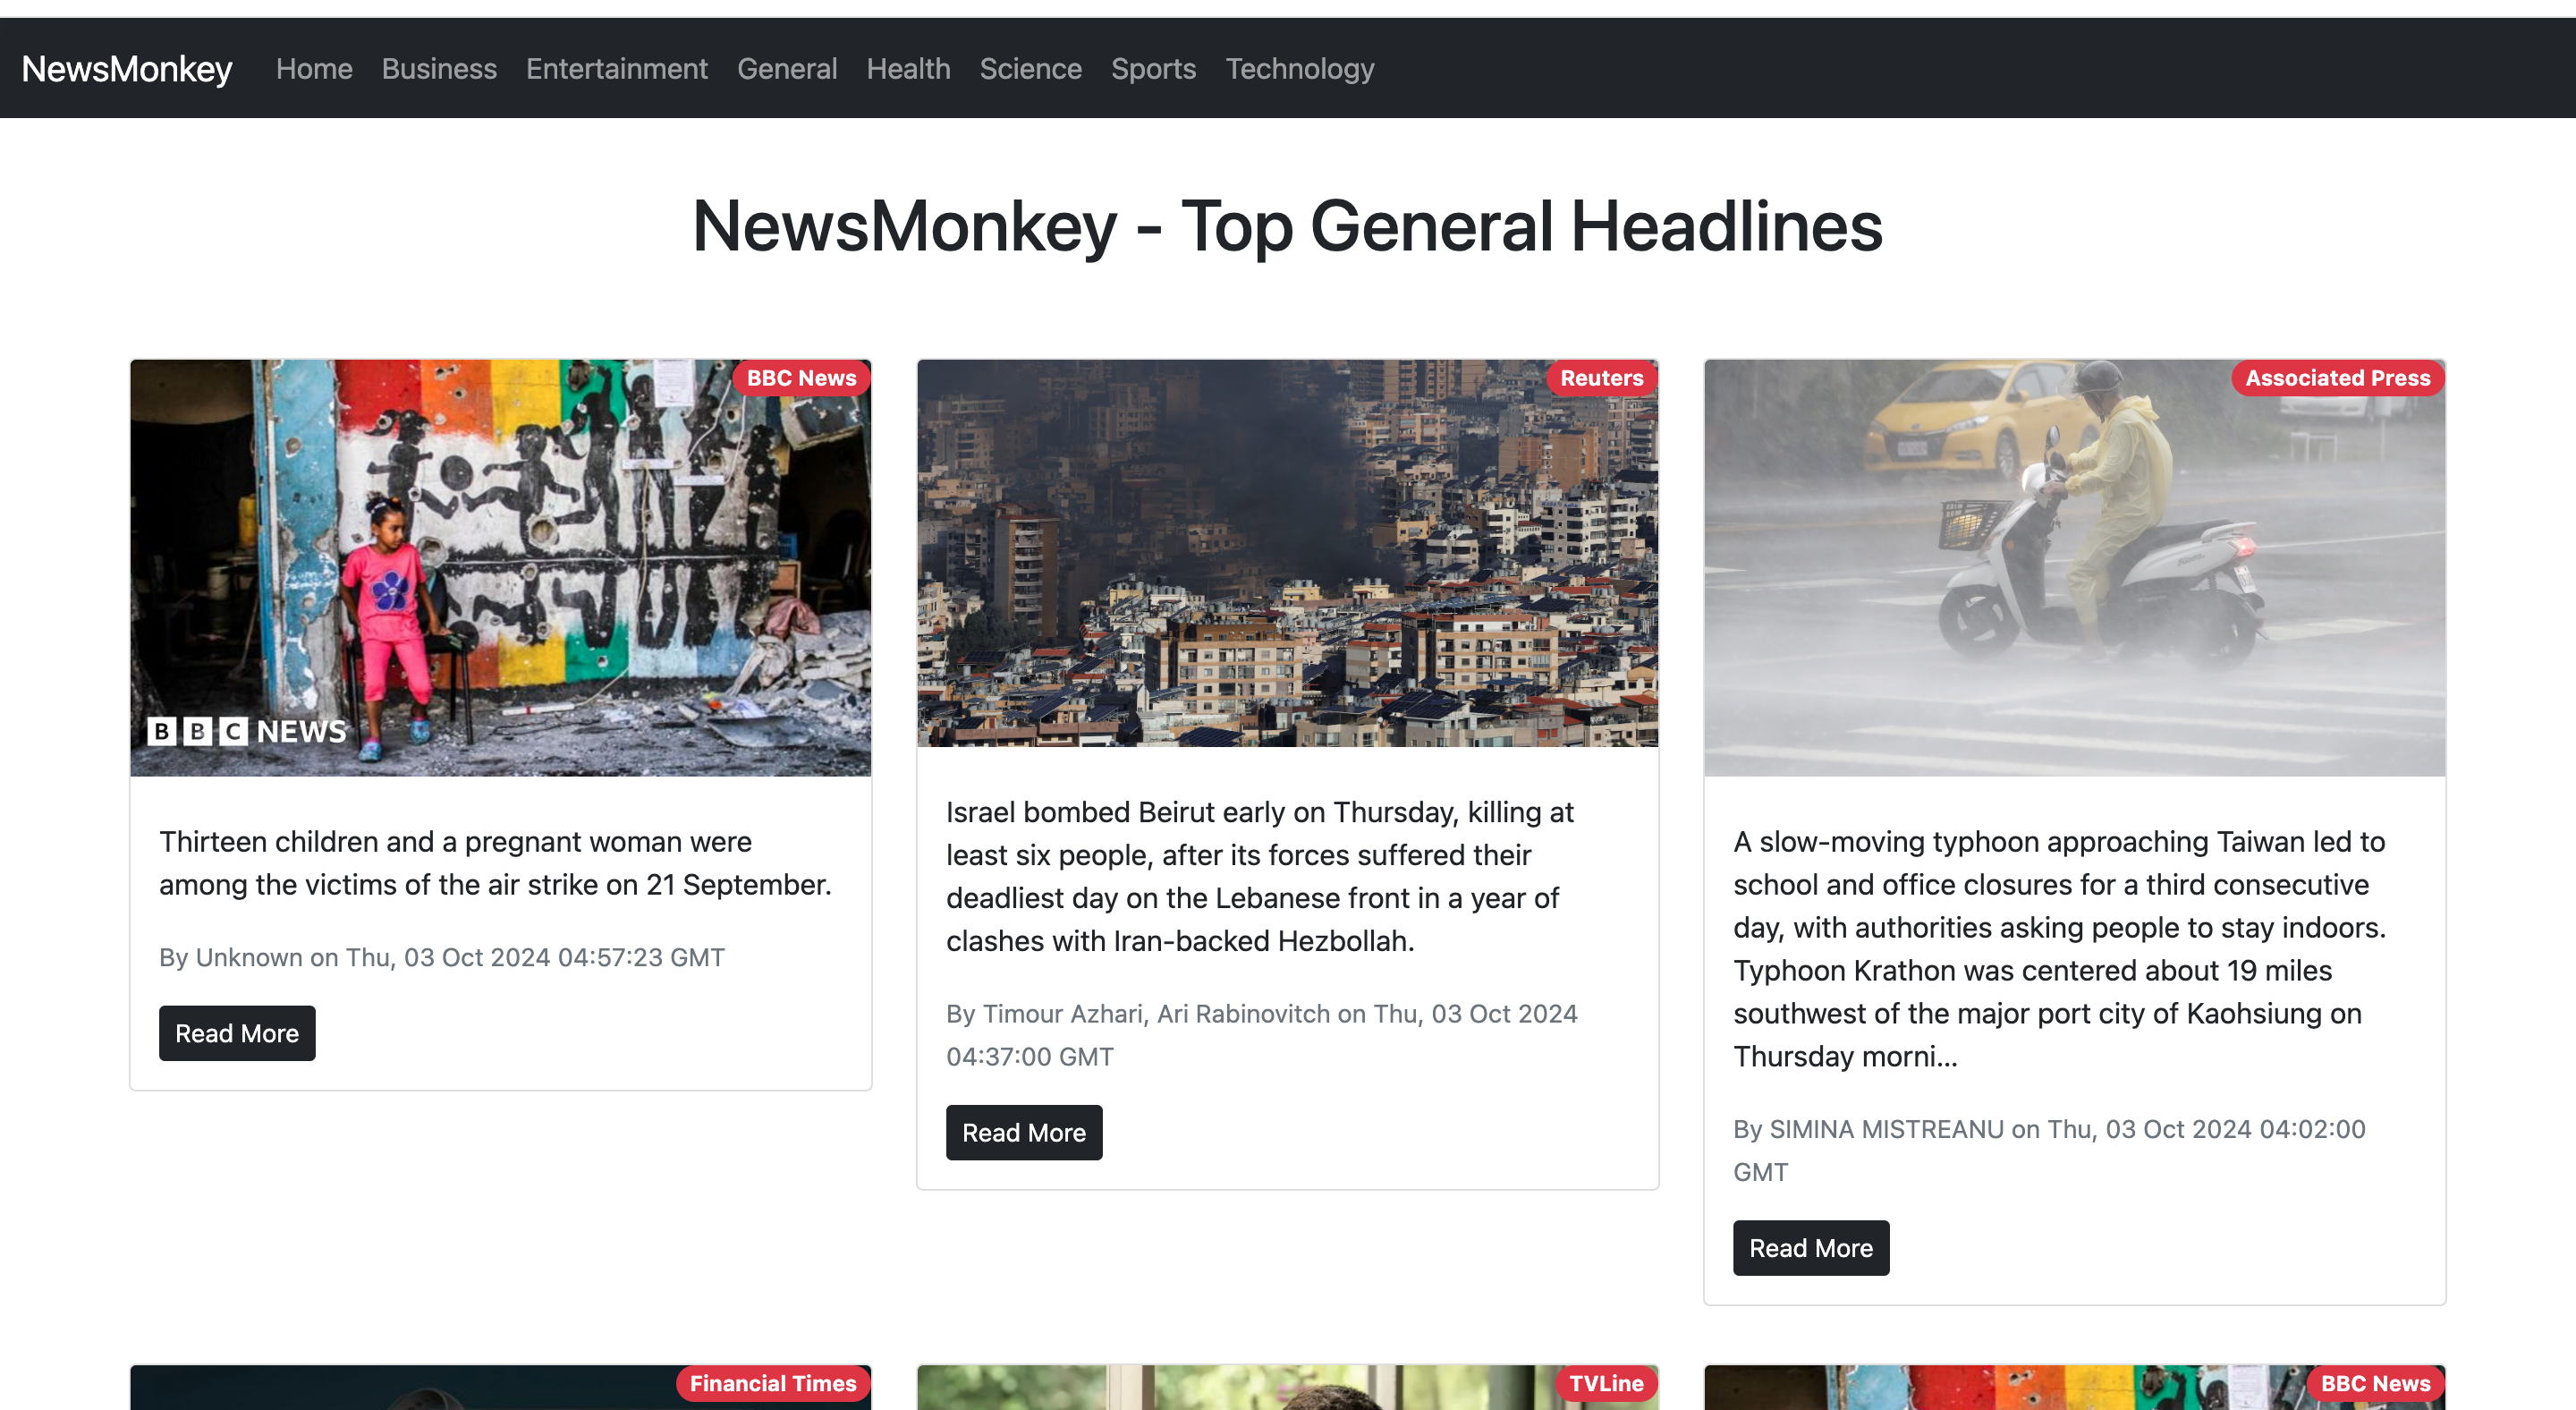 NewsMonkey Home Business Entertainment General Health Science Sports Technology
NewsMonkey - Top General Headlines
BBC News
BBC NEWS
Thirteen children and a pregnant woman were
among the victims of the air strike on 21 September.
By Unknown on Thu, 03 Oct 2024 04:57:23 GMT
Read More
Reuters
Israel bombed Beirut early on Thursday, killing at
least six people, after its forces suffered their
deadliest day on the Lebanese front in a year of
clashes with Iran-backed Hezbollah.
By Timour Azhari, Ari Rabinovitch on Thu, 03 Oct 2024
04:37:00 GMT
Read More
Associated Press
A slow-moving typhoon approaching Taiwan led to
school and office closures for a third consecutive
day, with authorities asking people to stay indoors.
Typhoon Krathon was centered about 19 miles
southwest of the major port city of Kaohsiung on
Thursday morni...
By SIMINA MISTREANU on Thu, 03 Oct 2024 04:02:00
GMT
Read More
Financial Times
TVLine
BBC News